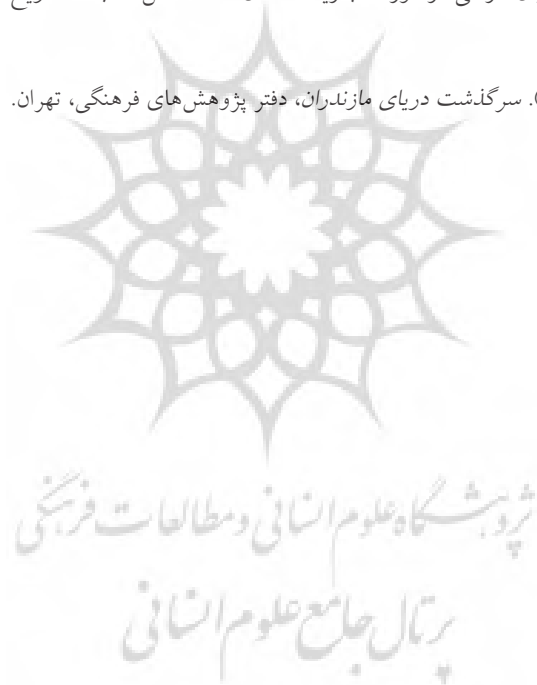 . سرگذشت دریای مازندران، دفتر پژوهش‌های فرهنگی، تهران.
پژوهشگاه علوم انسانی و مطالعات فرهنگی
پرتال جامع علوم انسانی